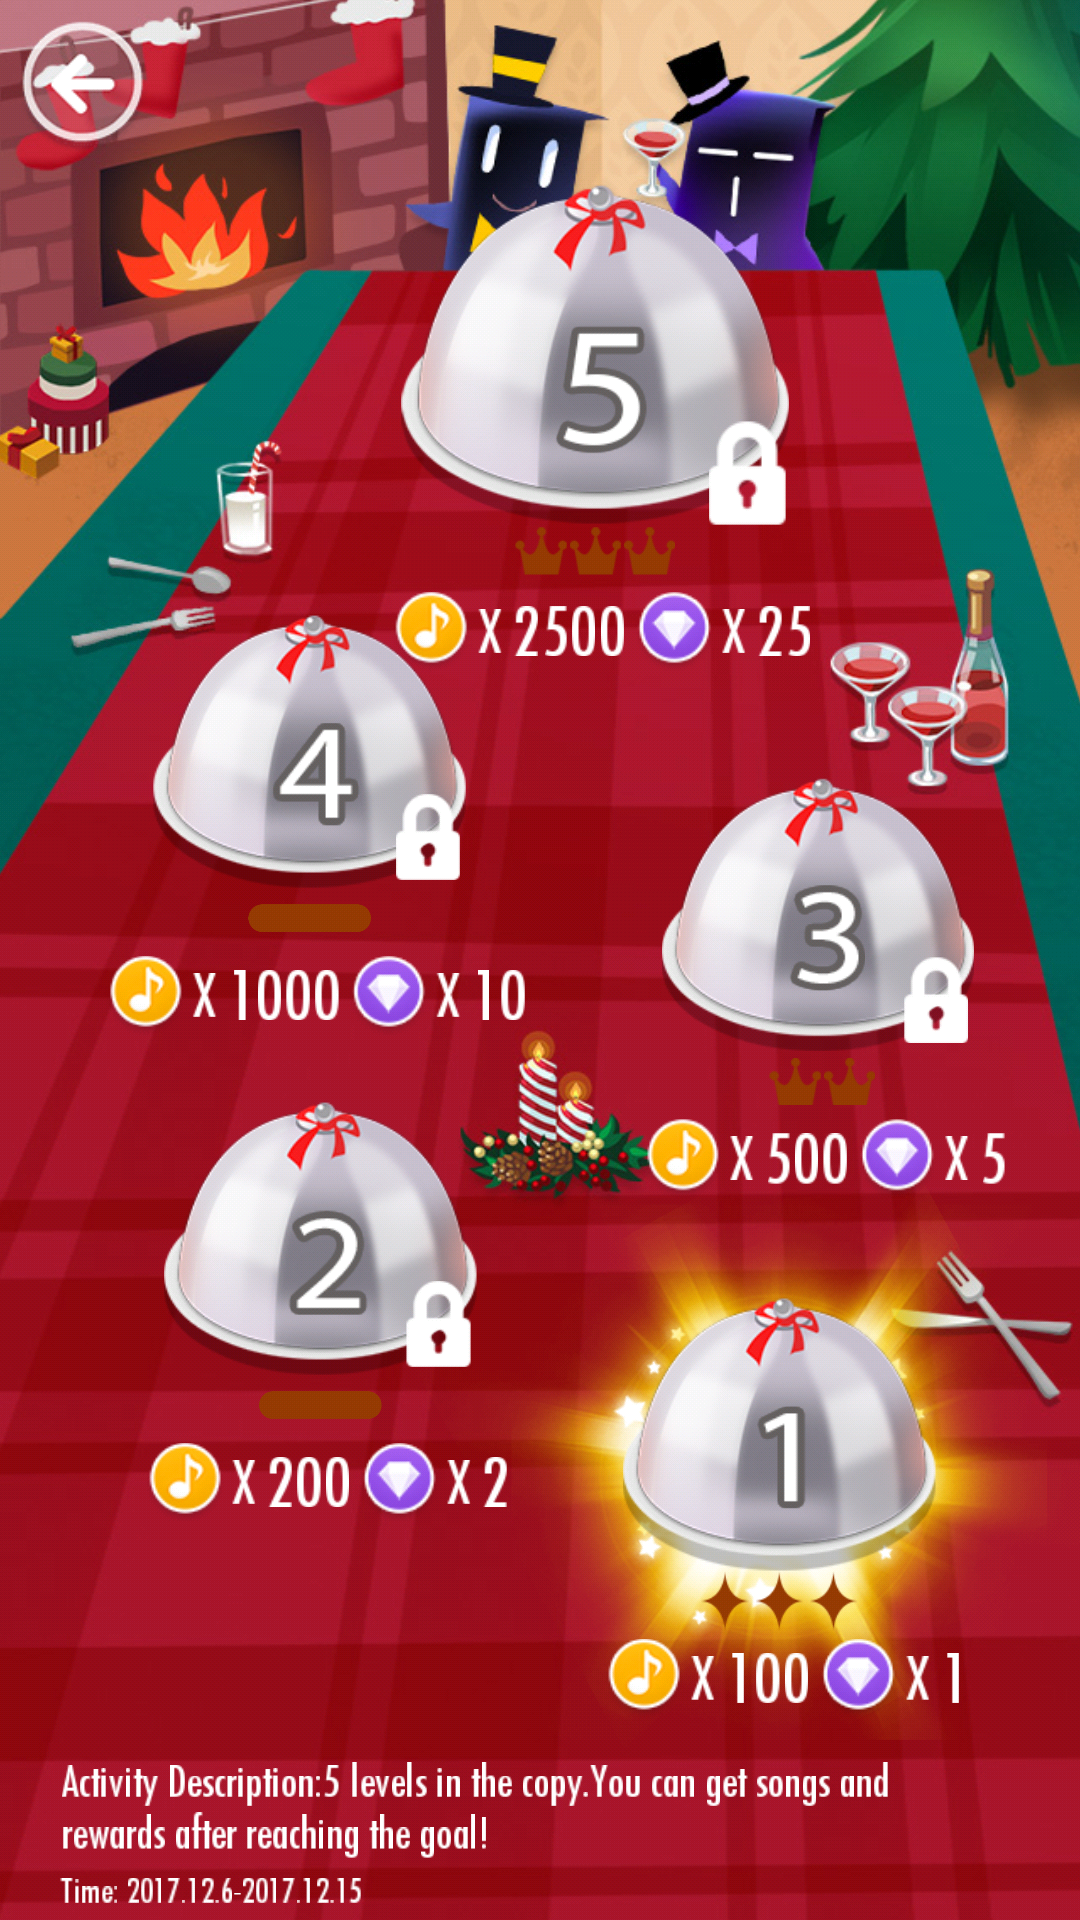 5
X 2500 X 25
4
3
X 1000 X 10
X 500 X 5
2
1
X 200 X 2
X 100 X 1
Activity Description:5 levels in the copy.You can get songs and
rewards after reaching the goal!
Time: 2017.12.6-2017.12.15